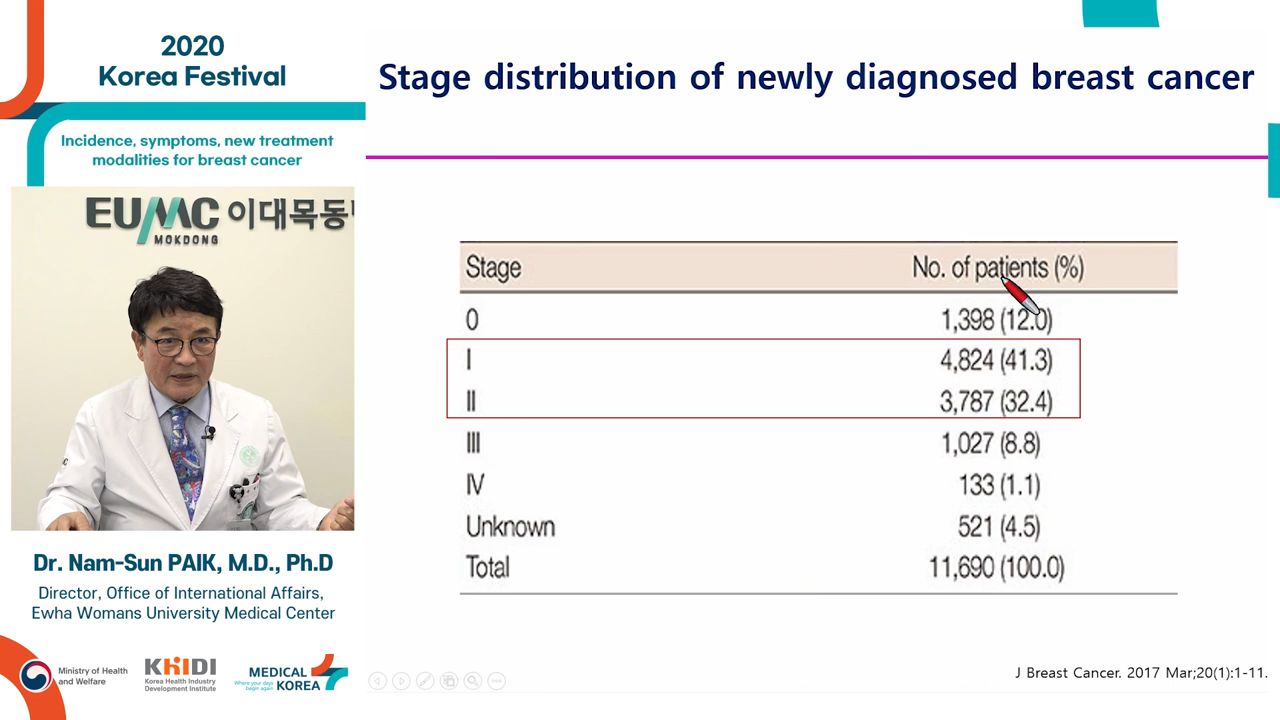 2020
Korea Festival
Incidence, symptoms, new treatment
modalities for breast cancer
EUMC 이대목동
MOKDONG
Dr. Nam-Sun PAIK, M.D., Ph.D
Director, Office of International Affairs,
Ewha Womans University Medical Center
Ministry of Health
and Welfare
KHIDI
Korea Health Industry
Development Institute
MEDICAL
KOREA
Where your days
begin again
Stage distribution of newly diagnosed breast cancer
Stage No. of patients (%)
0 1,398 (12.0)
I 4,824 (41.3)
II 3,787 (32.4)
III 1,027 (8.8)
IV 133 (1.1)
Unknown 521 (4.5)
Total 11,690 (100.0)
J Breast Cancer. 2017 Mar;20(1):1-11.